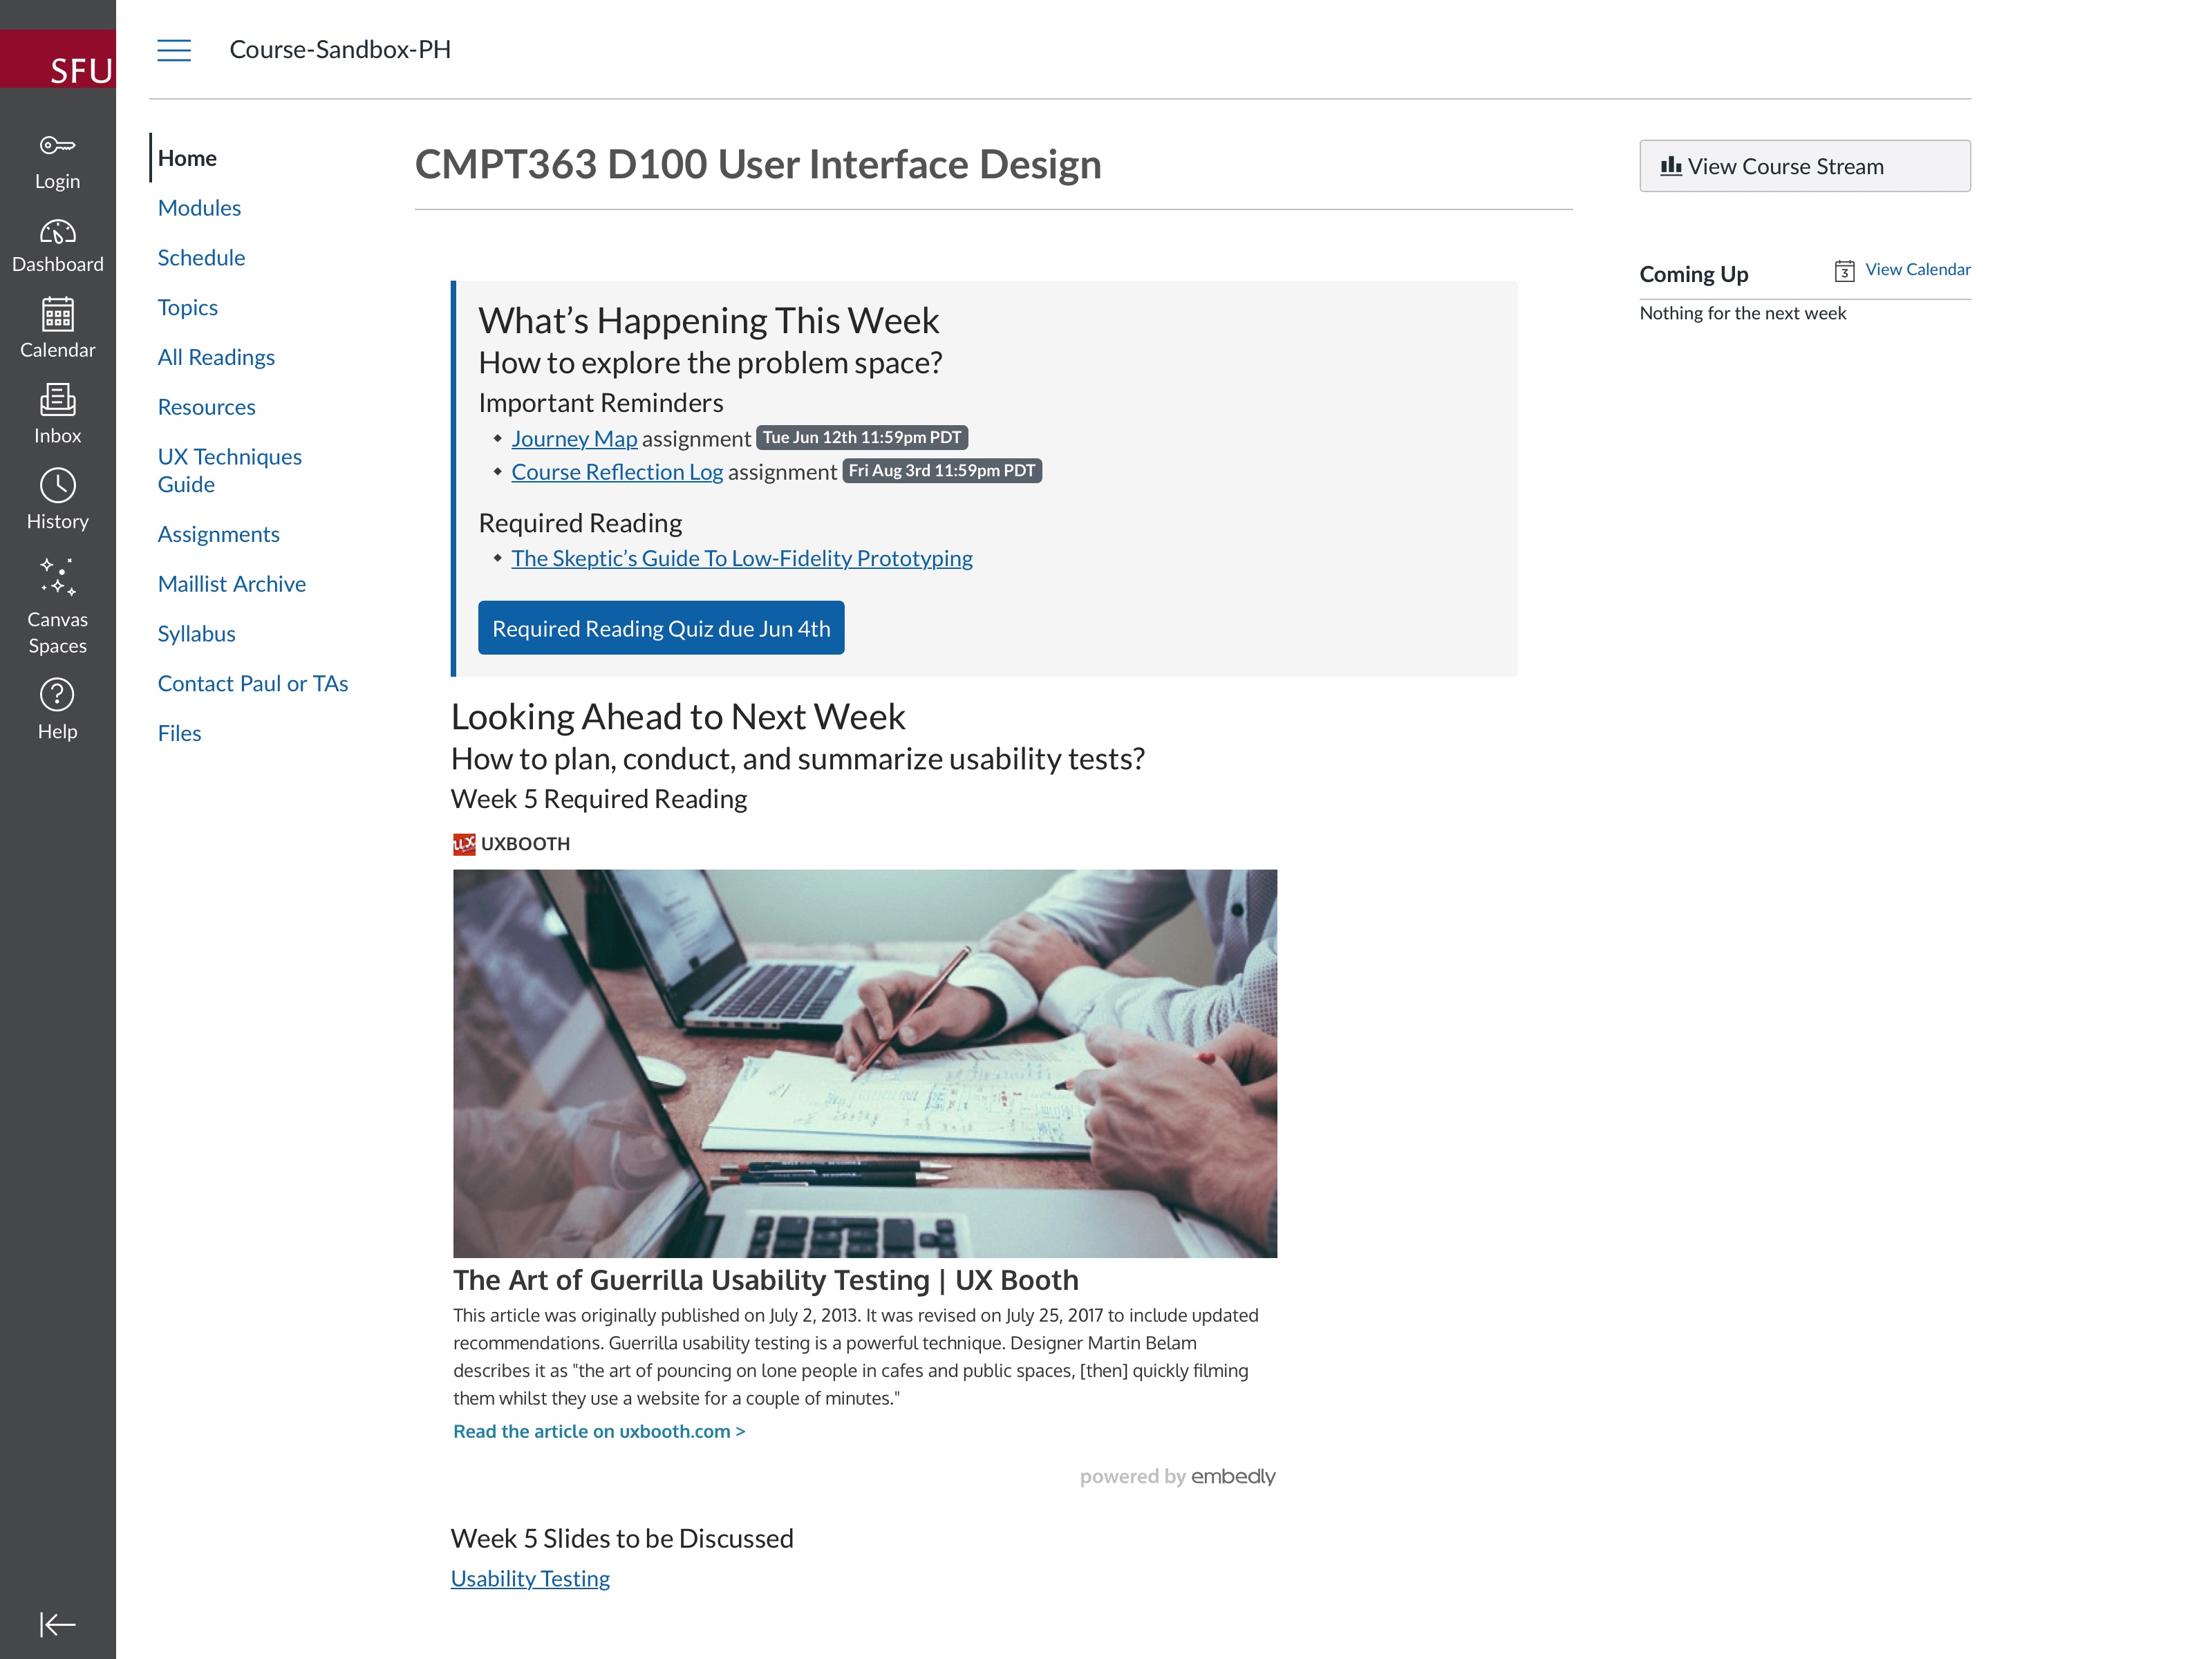 SFU
Login
Dashboard
Calendar
Inbox
History
Canvas
Spaces
Help
Course-Sandbox-PH
Home
Modules
Schedule
Topics
All Readings
Resources
UX Techniques
Guide
Assignments
Maillist Archive
Syllabus
Contact Paul or TAs
Files
CMPT363 D100 User Interface Design
What’s Happening This Week
How to explore the problem space?
Important Reminders
Journey Map assignment Tue Jun 12th 11:59pm PDT
Course Reflection Log assignment Fri Aug 3rd 11:59pm PDT
Required Reading
The Skeptic’s Guide To Low-Fidelity Prototyping
Required Reading Quiz due Jun 4th
Looking Ahead to Next Week
How to plan, conduct, and summarize usability tests?
Week 5 Required Reading
ux UXBOOTH
The Art of Guerrilla Usability Testing | UX Booth
This article was originally published on July 2, 2013. It was revised on July 25, 2017 to include updated
recommendations. Guerrilla usability testing is a powerful technique. Designer Martin Belam
describes it as "the art of pouncing on lone people in cafes and public spaces, [then] quickly filming
them whilst they use a website for a couple of minutes."
Read the article on uxbooth.com >
powered by embedly
Week 5 Slides to be Discussed
Usability Testing
View Course Stream
Coming Up
3 View Calendar
Nothing for the next week